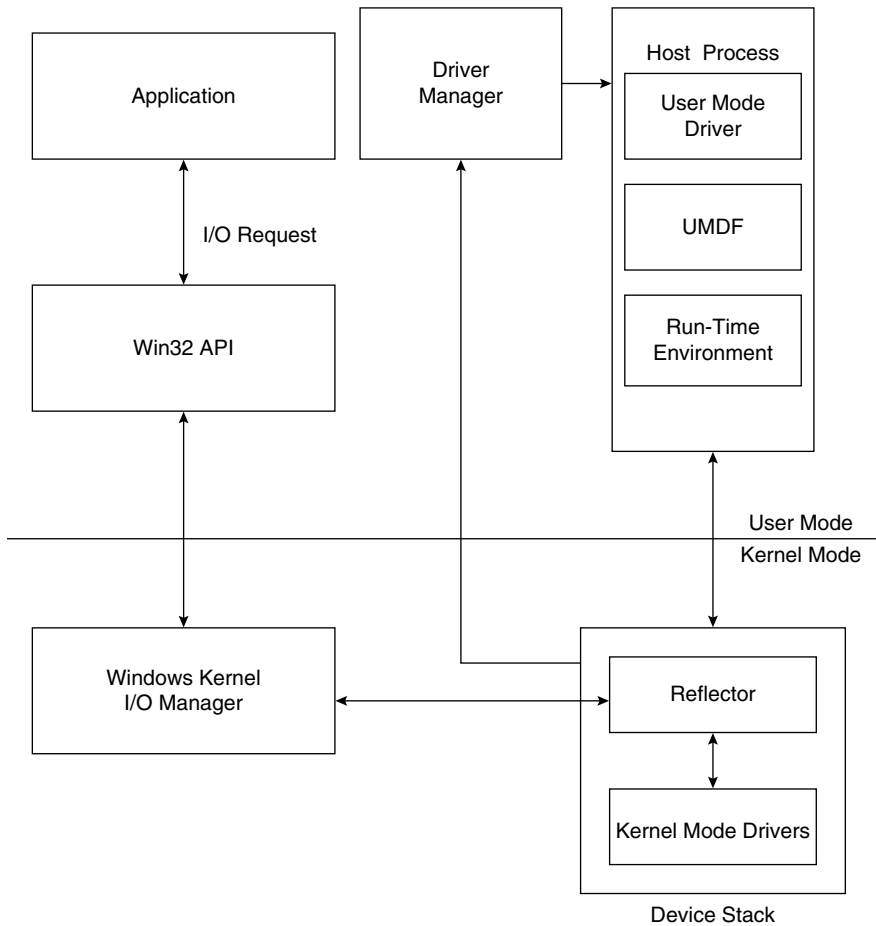 Application
Driver
Manager
Host Process
User Mode
Driver
UMDF
Run-Time
Environment
I/O Request
Win32 API
User Mode
Kernel Mode
Windows Kernel
I/O Manager
Reflector
Kernel Mode Drivers
Device Stack